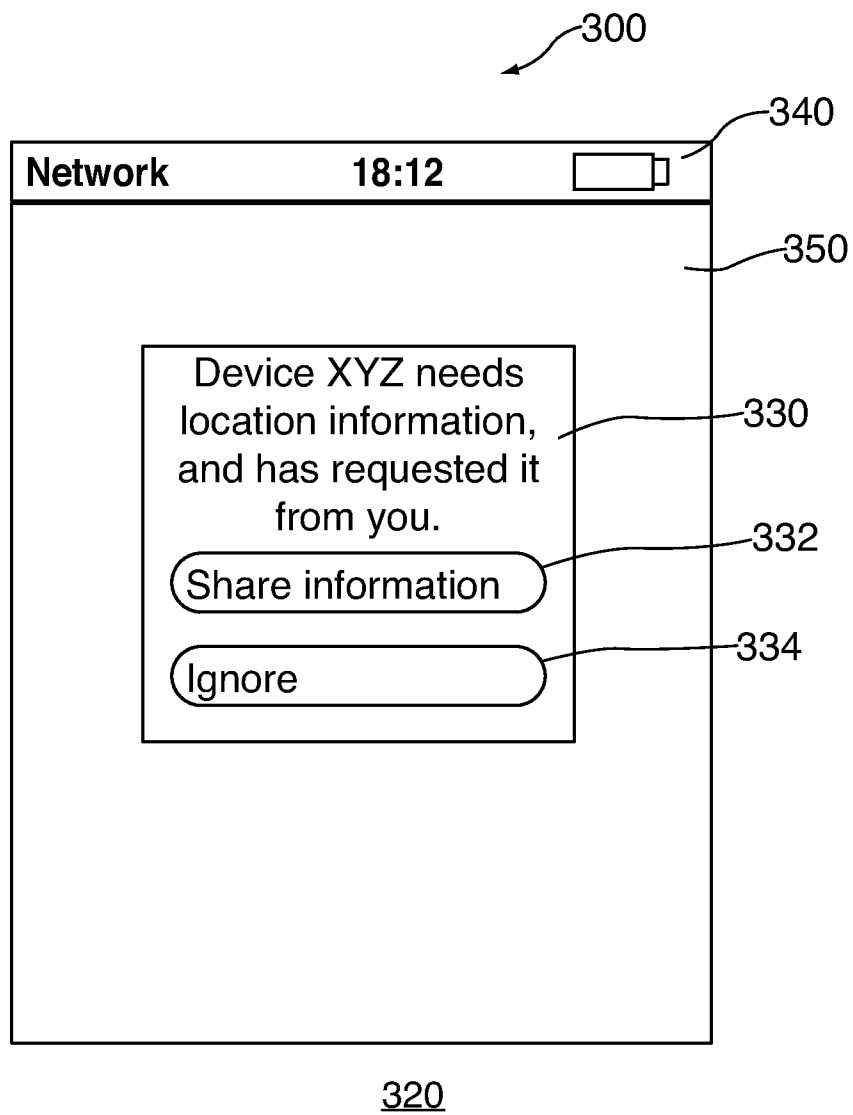 300
340
Network 18:12
350
Device XYZ needs
location information,
and has requested it
from you.
330
Share information
332
Ignore
334
320